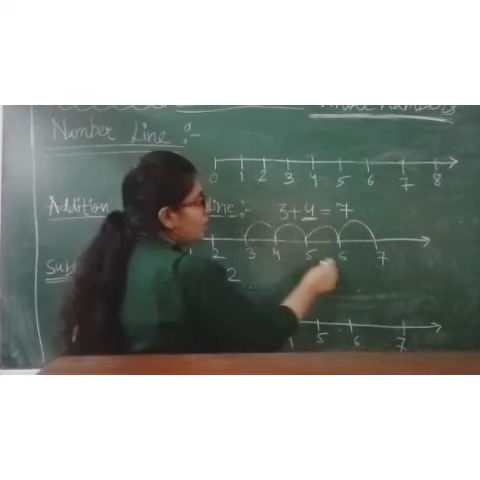 Whole Numbers
Number Line :-
0 1 2 3 4 5 6 7 8
Addition line :- 3+4=7
1 2 3 4 5 6 7
2
5 6 7